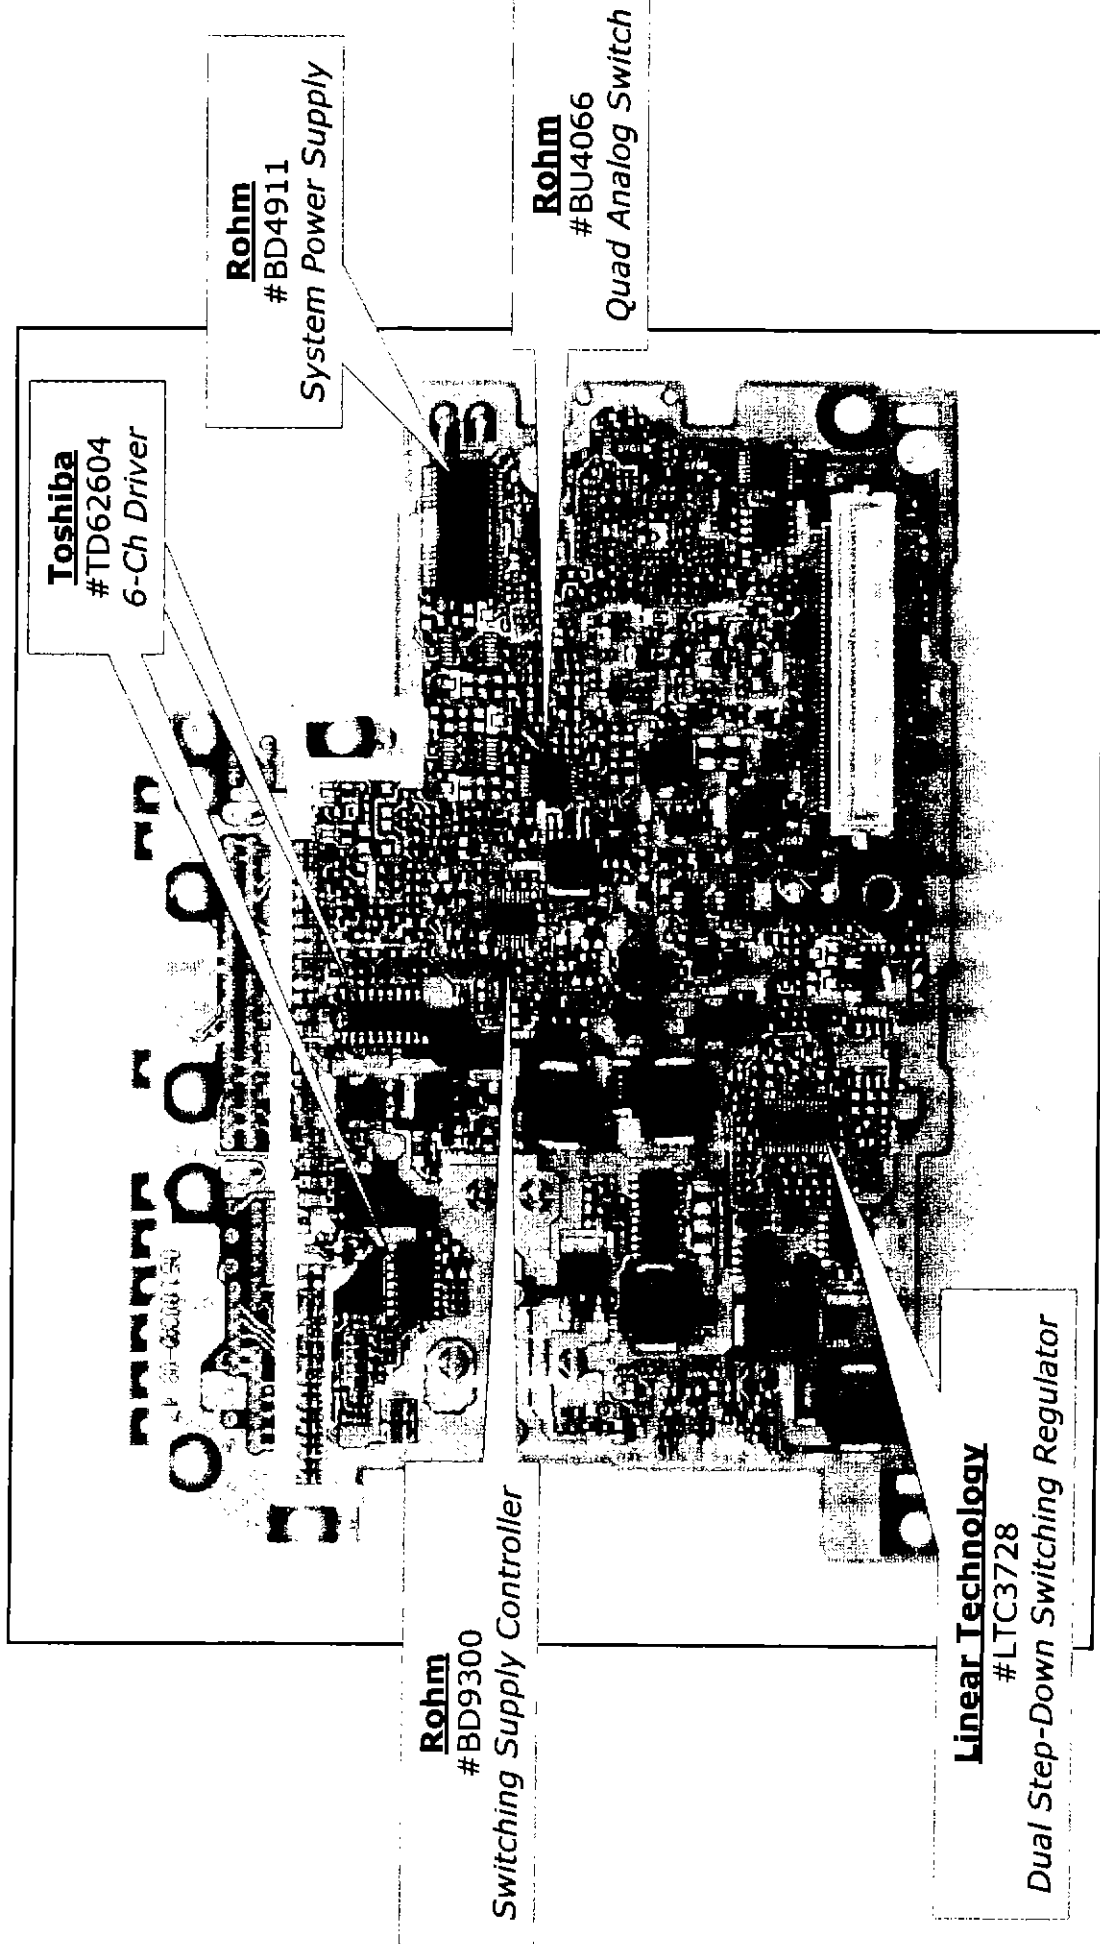 Toshiba
#TD62604
6-Ch Driver
Rohm
#BD4911
System Power Supply
Rohm
#BU4066
Quad Analog Switch
Rohm
#BD9300
Switching Supply Controller
Linear Technology
#LTC3728
Dual Step-Down Switching Regulator